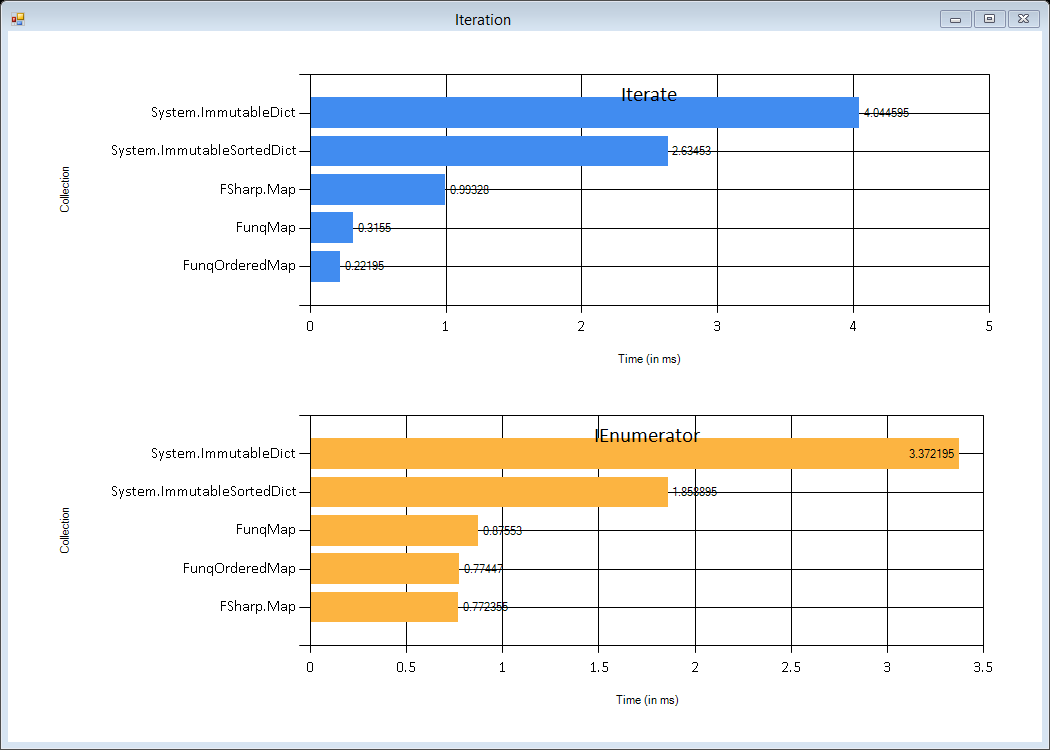 Iteration
Iterate
System.ImmutableDict 4.044595
System.ImmutableSortedDict 2.63453
FSharp.Map 0.99328
FunqMap 0.3155
FunqOrderedMap 0.22195
Collection
0 1 2 3 4 5
Time (in ms)
IEnumerator
System.ImmutableDict 3.372195
System.ImmutableSortedDict 1.858895
FunqMap 0.87553
FunqOrderedMap 0.77447
FSharp.Map 0.772355
Collection
0 0.5 1 1.5 2 2.5 3 3.5
Time (in ms)